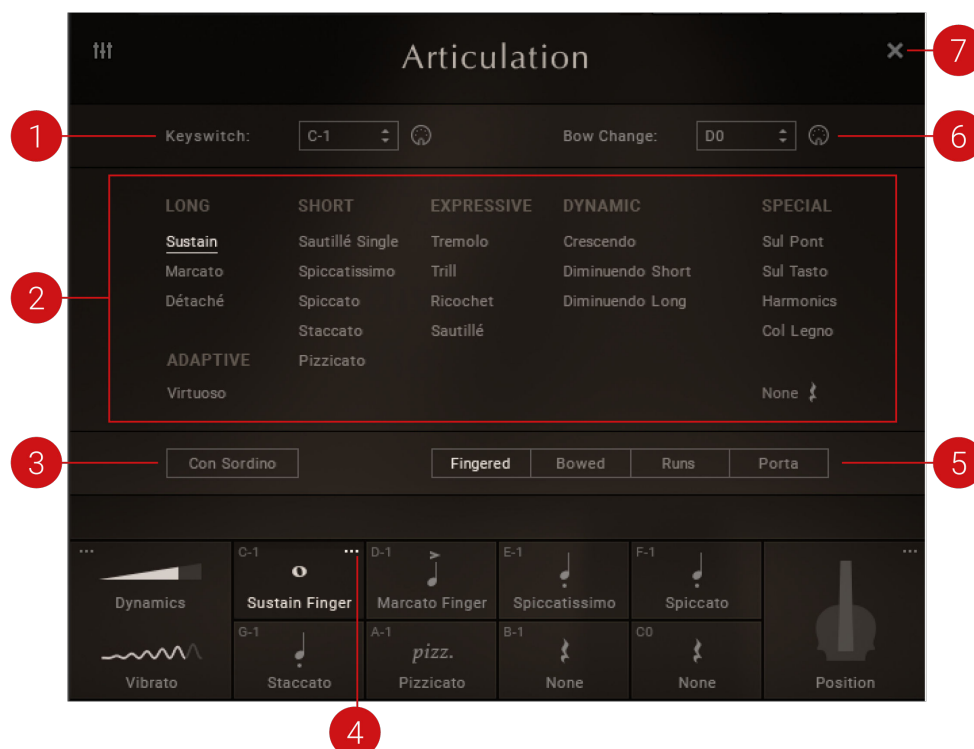 Articulation
7
1
Keyswitch:
C-1
Bow Change:
D0
6
LONG
SHORT
EXPRESSIVE
DYNAMIC
SPECIAL
Sustain
Sautillé Single
Tremolo
Crescendo
Sul Pont
Marcato
Spiccatissimo
Trill
Diminuendo Short
Sul Tasto
2
Détaché
Spiccato
Ricochet
Diminuendo Long
Harmonics
Staccato
Sautillé
Col Legno
ADAPTIVE
Pizzicato
Virtuoso
None
3
Con Sordino
Fingered
Bowed
Runs
Porta
5
Dynamics
C-1
Sustain Finger
D-1
Marcato Finger
E-1
Spiccatissimo
F-1
Spiccato
Vibrato
G-1
Staccato
A-1
pizz.
Pizzicato
B-1
None
C0
None
Position
4